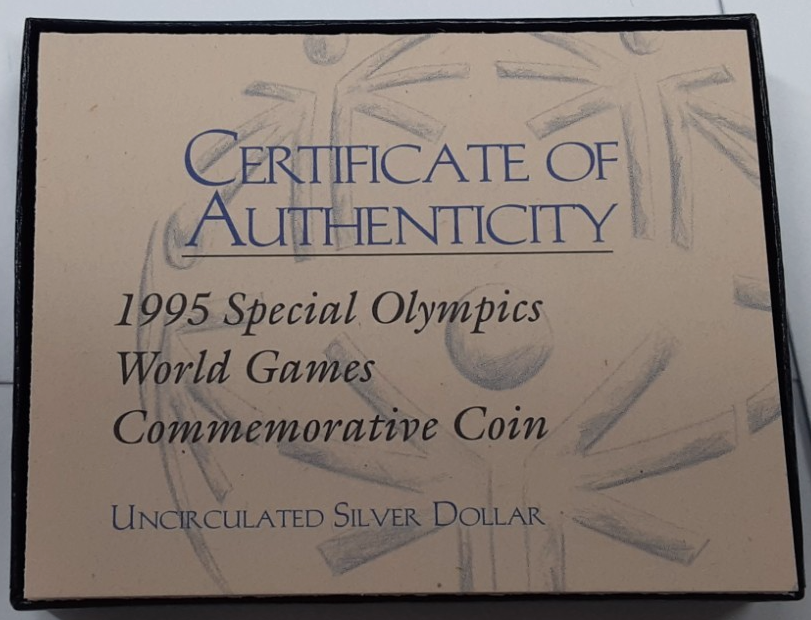 CERTIFICATE OF
AUTHENTICITY
1995 Special Olympics
World Games
Commemorative Coin
UNCIRCULATED SILVER DOLLAR